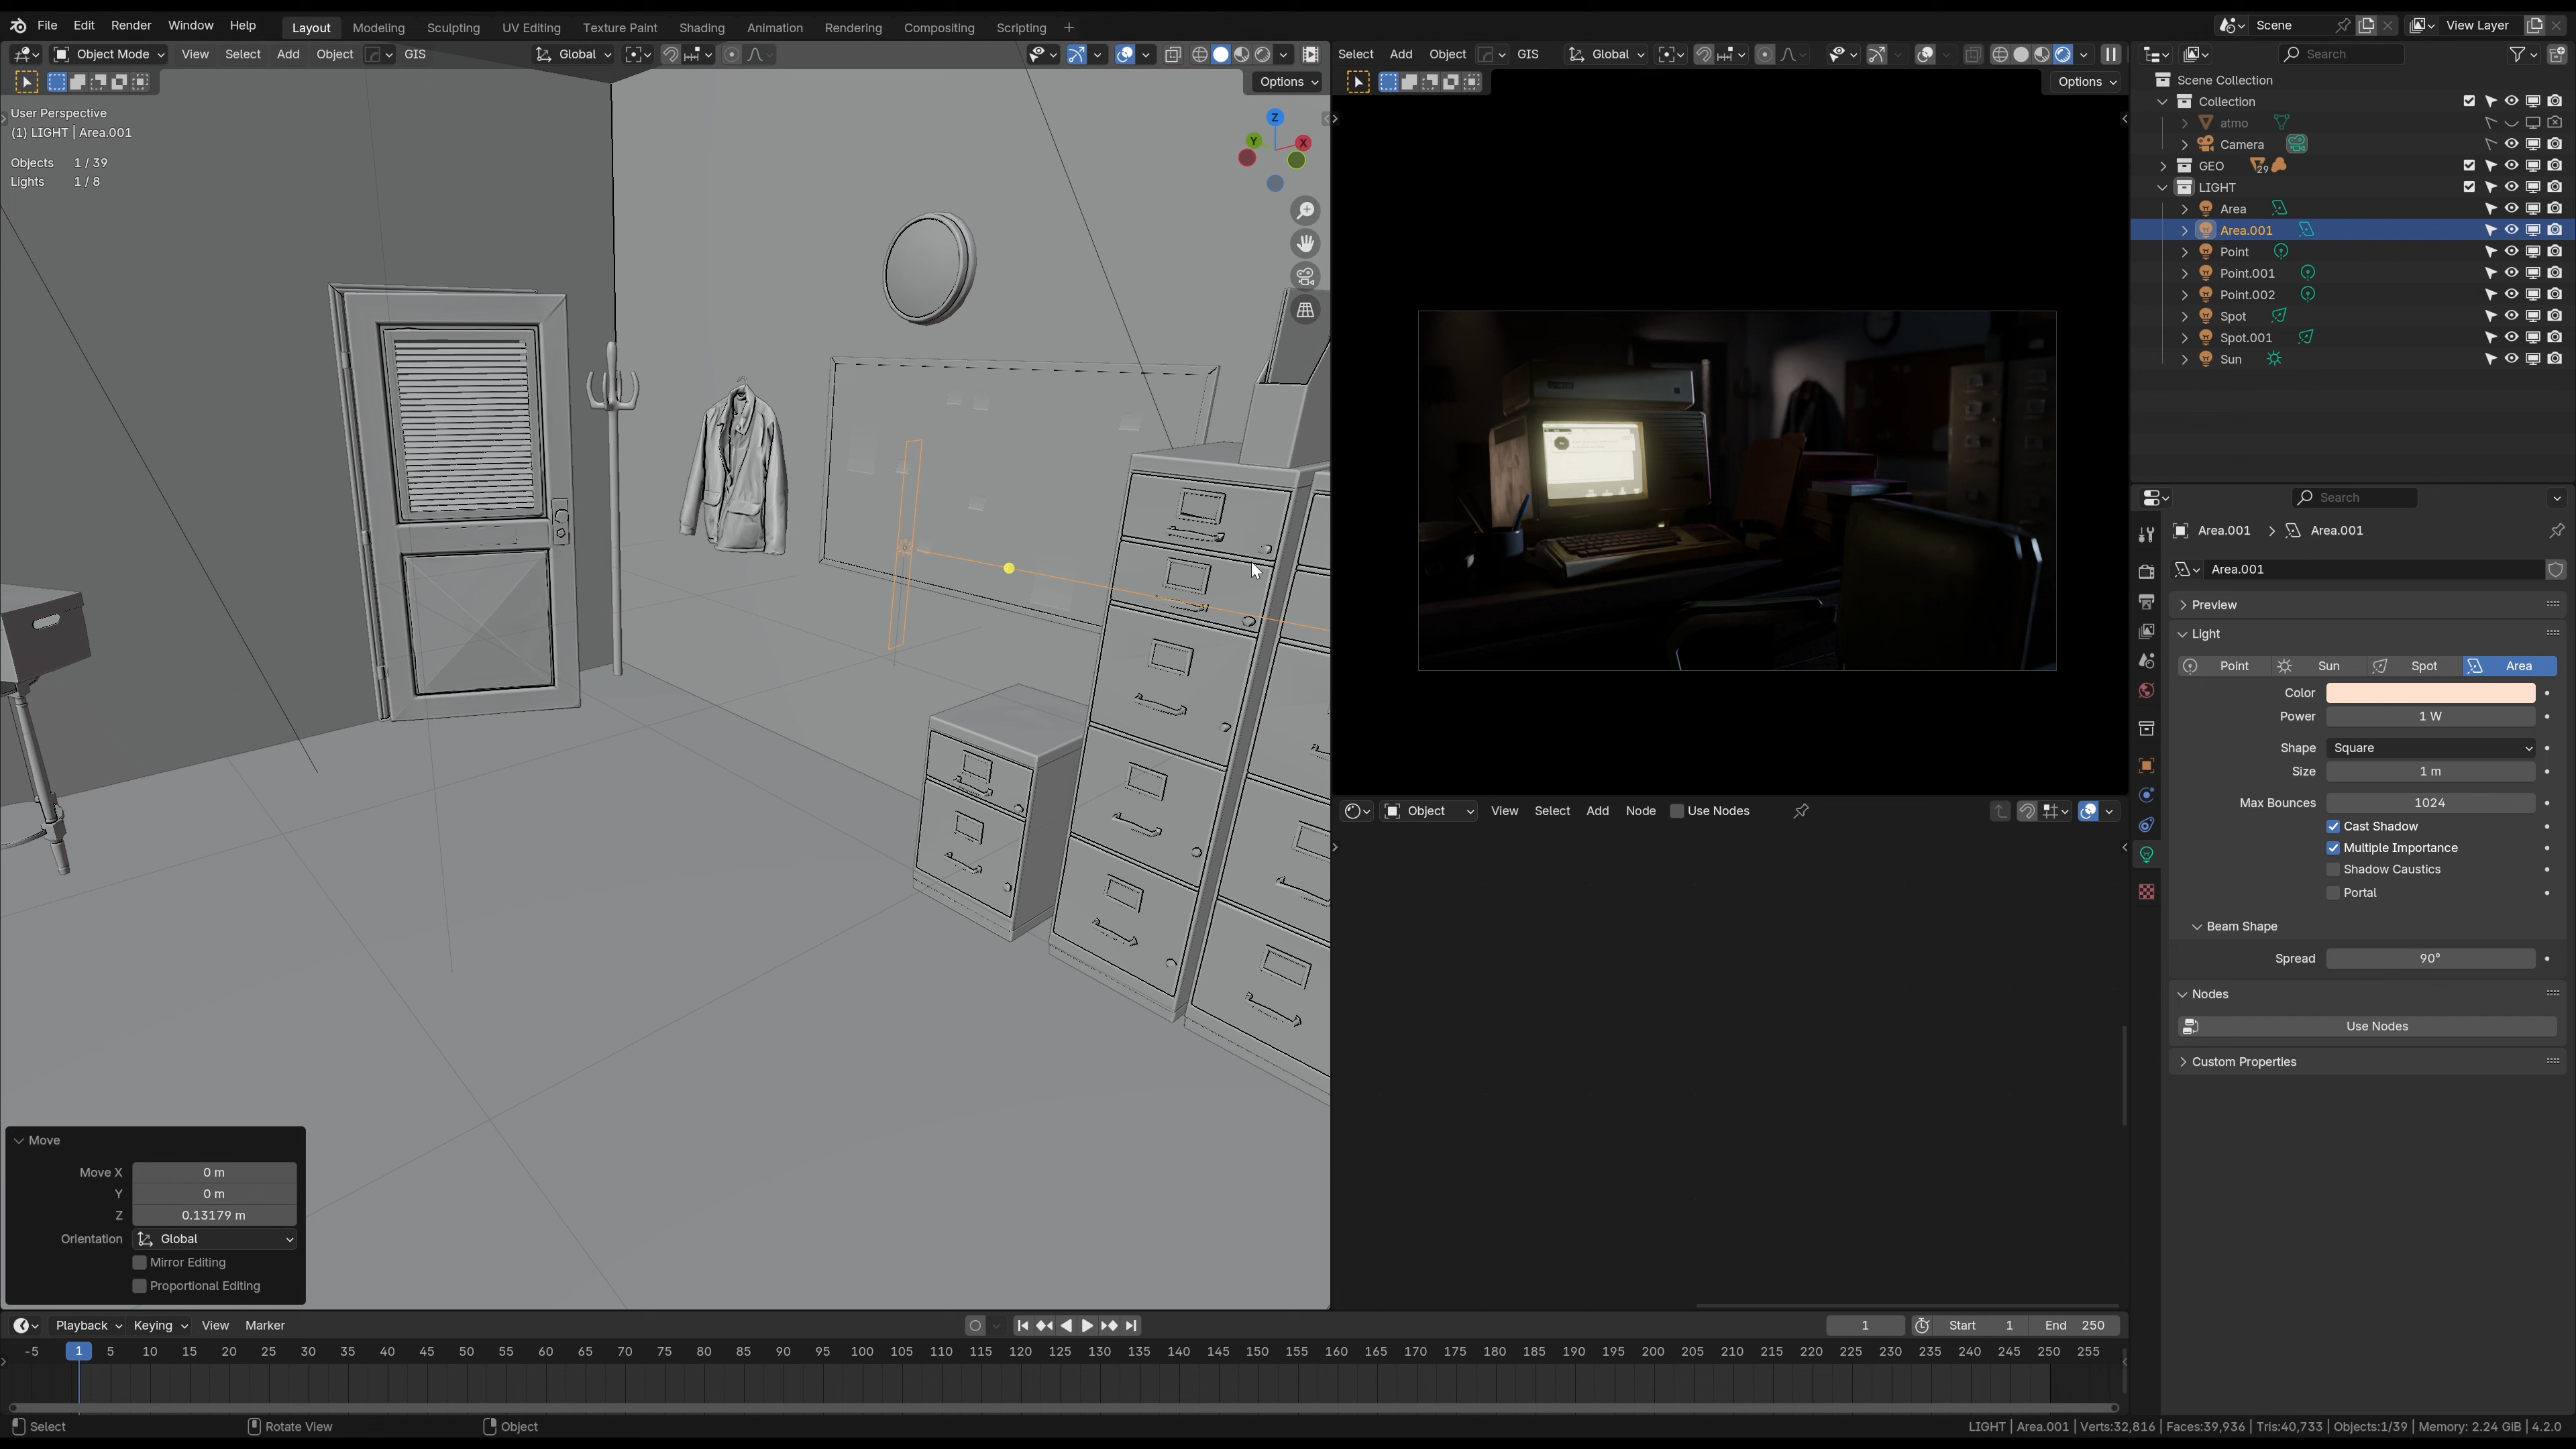 File Edit Render Window Help Layout Modeling Sculpting UV Editing Texture Paint Shading Animation Rendering Compositing Scripting + Scene View Layer
Object Mode View Select Add Object GIS Global
Options
User Perspective
(1) LIGHT | Area.001
Objects 1 / 39
Lights 1 / 8
Z
Y
X
Select Add Object GIS Global
Options
Search
Scene Collection
Collection
atmo
Camera
GEO 29
LIGHT
Area
Area.001
Point
Point.001
Point.002
Spot
Spot.001
Sun
Search
Area.001 > Area.001
Area.001
Preview
Light
Point Sun Spot Area
Color
Power 1 W
Shape Square
Size 1 m
Max Bounces 1024
Cast Shadow
Multiple Importance
Shadow Caustics
Portal
Beam Shape
Spread 90°
Nodes
Use Nodes
Custom Properties
Object View Select Add Node Use Nodes
Move
Move X 0 m
Y 0 m
Z 0.13179 m
Orientation Global
Mirror Editing
Proportional Editing
Playback Keying View Marker 1 Start 1 End 250
-5 1 5 10 15 20 25 30 35 40 45 50 55 60 65 70 75 80 85 90 95 100 105 110 115 120 125 130 135 140 145 150 155 160 165 170 175 180 185 190 195 200 205 210 215 220 225 230 235 240 245 250 255
Select Rotate View Object LIGHT | Area.001 | Verts:32,816 | Faces:39,936 | Tris:40,733 | Objects:1/39 | Memory: 2.24 GiB | 4.2.0